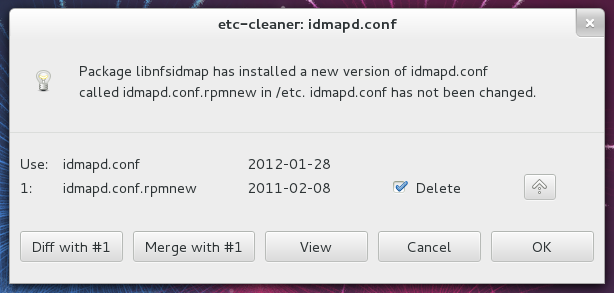 etc-cleaner: idmapd.conf
Package libnfsidmap has installed a new version of idmapd.conf
called idmapd.conf.rpmnew in /etc. idmapd.conf has not been changed.
Use: idmapd.conf 2012-01-28
1: idmapd.conf.rpmnew 2011-02-08 Delete
Diff with #1 Merge with #1 View Cancel OK